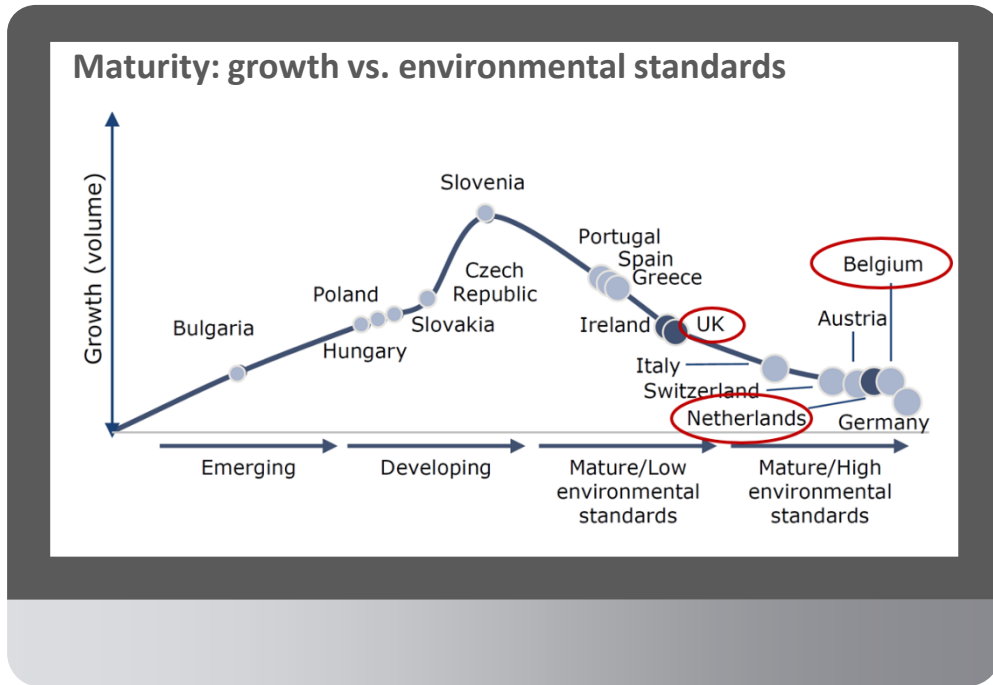 Maturity: growth vs. environmental standards
Growth (volume)
Slovenia
Portugal
Spain
Greece
Belgium
Czech
Republic
Poland
Bulgaria
Slovakia
Ireland
UK
Austria
Hungary
Italy
Switzerland
Netherlands
Germany
Emerging
Developing
Mature/Low
environmental
standards
Mature/High
environmental
standards